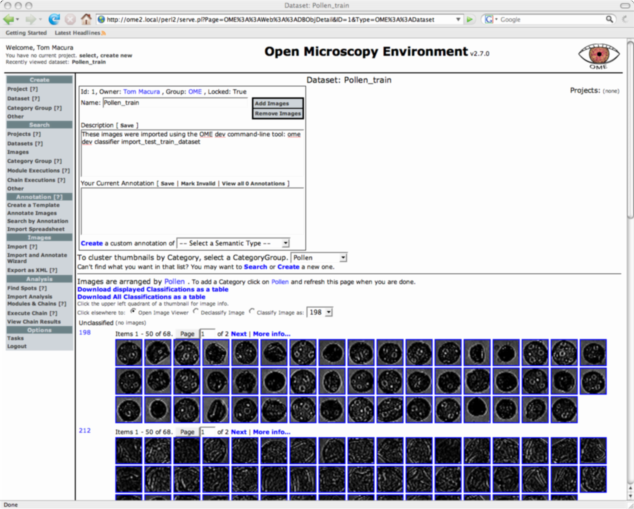 Dataset: Pollen_train
http://ome2.local/perl2/serve.pl?Page=OME%3A%3AWeb%3A%3ADBObjDetail&ID=1&Type=OME%3A%3ADataset
Google
Getting Started Latest Headlines
Welcome, Tom Macura
You have no current project. select, create new
Recently viewed dataset: Pollen_train
Open Microscopy Environment v2.7.0
OME
Create
Project [?]
Dataset [?]
Category Group [?]
Other
Search
Projects [?]
Datasets [?]
Images
Category Group [?]
Module Executions [?]
Chain Executions [?]
Other
Annotation [?]
Create a Template
Annotate Images
Search by Annotation
Import Spreadsheet
Images
Import [?]
Import and Annotate
Wizard
Export as XML [?]
Analysis
Find Spots [?]
Import Analysis
Modules & Chains [?]
Execute Chain [?]
View Chain Results
Options
Tasks
Logout
Dataset: Pollen_train
Projects: (none)
Id: 1, Owner: Tom Macura , Group: OME , Locked: True
Name: Pollen_train
Add Images
Remove Images
Description [ Save ]
These images were imported using the OME dev command-line tool: ome
dev classifier import_test_train_dataset
Your Current Annotation [ Save | Mark Invalid | View all 0 Annotations ]
Create a custom annotation of -- Select a Semantic Type --
To cluster thumbnails by Category, select a CategoryGroup. Pollen
Can't find what you want in that list? You may want to Search or Create a new one.
Images are arranged by Pollen . To add a Category click on Pollen and refresh this page when you are done.
Download displayed Classifications as a table
Download All Classifications as a table
Click the upper left quadrant of a thumbnail for image info.
Click elsewhere to: Open Image Viewer Declassify Image Classify Image as: 198
Unclassified (no images)
198 Items 1 - 50 of 68. Page 1 of 2 Next | More info...
212 Items 1 - 50 of 68. Page 1 of 2 Next | More info...
Done